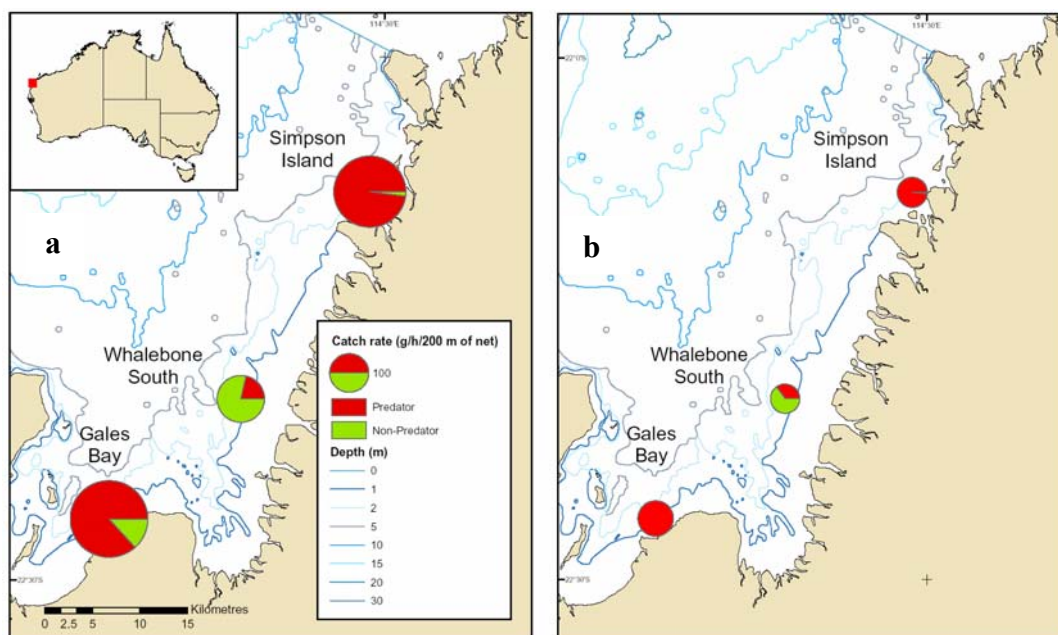 114°30'E
Simpson
Island
a
Whalebone
South
Gales
Bay
Catch rate (g/h/200 m of net)
100
Predator
Non-Predator
Depth (m)
0
1
2
5
10
15
20
30
22°30'S
Kilometres
0 2.5 5 10 15
114°30'E
22°0'S
Simpson
Island
b
Whalebone
South
Gales
Bay
22°30'S